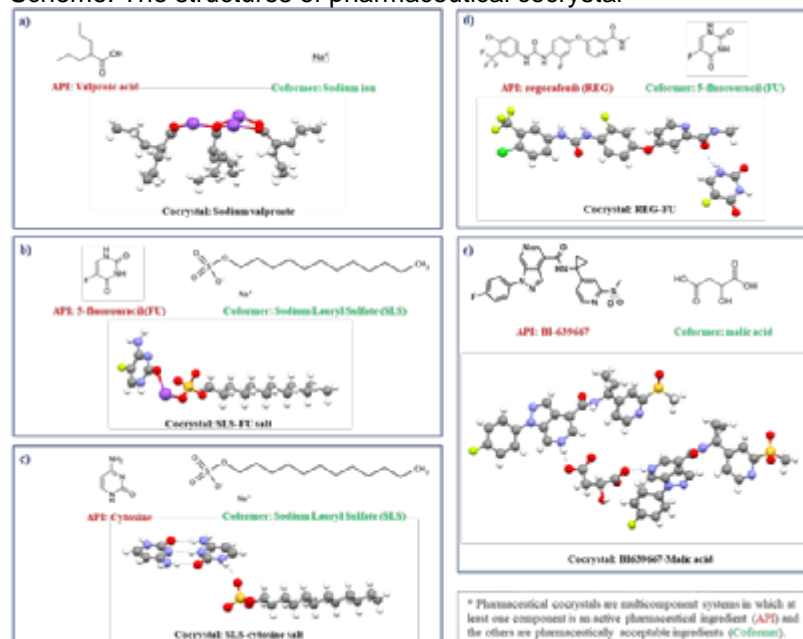 Scheme: The structures of pharmaceutical cocrystal
a)
OH
O
Na⁺
API: Valproic acid
Coformer: Sodium ion
Cocrystal: Sodium valproate
b)
API: 5-fluorouracil(FU)
Coformer: Sodium Lauryl Sulfate(SLS)
Cocrystal: SLS-FU salt
c)
API: Cytosine
Coformer: Sodium Lauryl Sulfate (SLS)
Cocrystal: SLS-cytosine salt
d)
API: regorafenib (REG)
Coformer: 5-fluorouracil (FU)
Cocrystal: REG-FU
API: BI-639667
Coformer: malic acid
Cocrystal: BI639667-Malic acid
* Pharmaceutical cocrystals are multicomponent systems in which at
least one component is an active pharmaceutical ingredient (API) and
the others are pharmaceutically acceptable ingredients (Coformer).